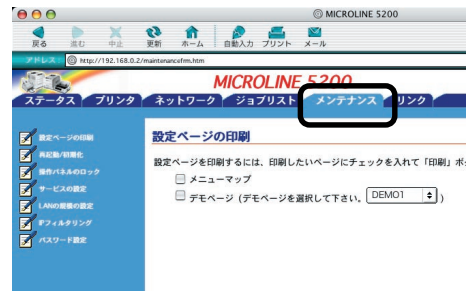 MICROLINE 5200
戻る 進む 中止 更新 ホーム 自動入力 プリント メール
アドレス http://192.168.0.2/maintenancefrm.htm
MICROLINE 5200
ステータス プリンタ ネットワーク ジョブリスト メンテナンス リンク
設定ページの印刷
再起動/初期化
操作パネルのロック
サービスの設定
LANの規模の設定
IPフィルタリング
パスワード設定
設定ページの印刷
設定ページを印刷するには、印刷したいページにチェックを入れて「印刷」ボタ
メニューマップ
デモページ (デモページを選択して下さい。 DEMO1 )